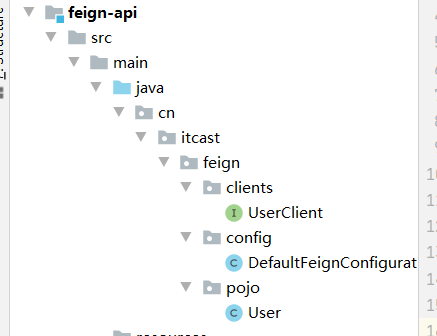 feign-api
src
main
java
cn
itcast
feign
clients
UserClient
config
DefaultFeignConfigurat
pojo
User